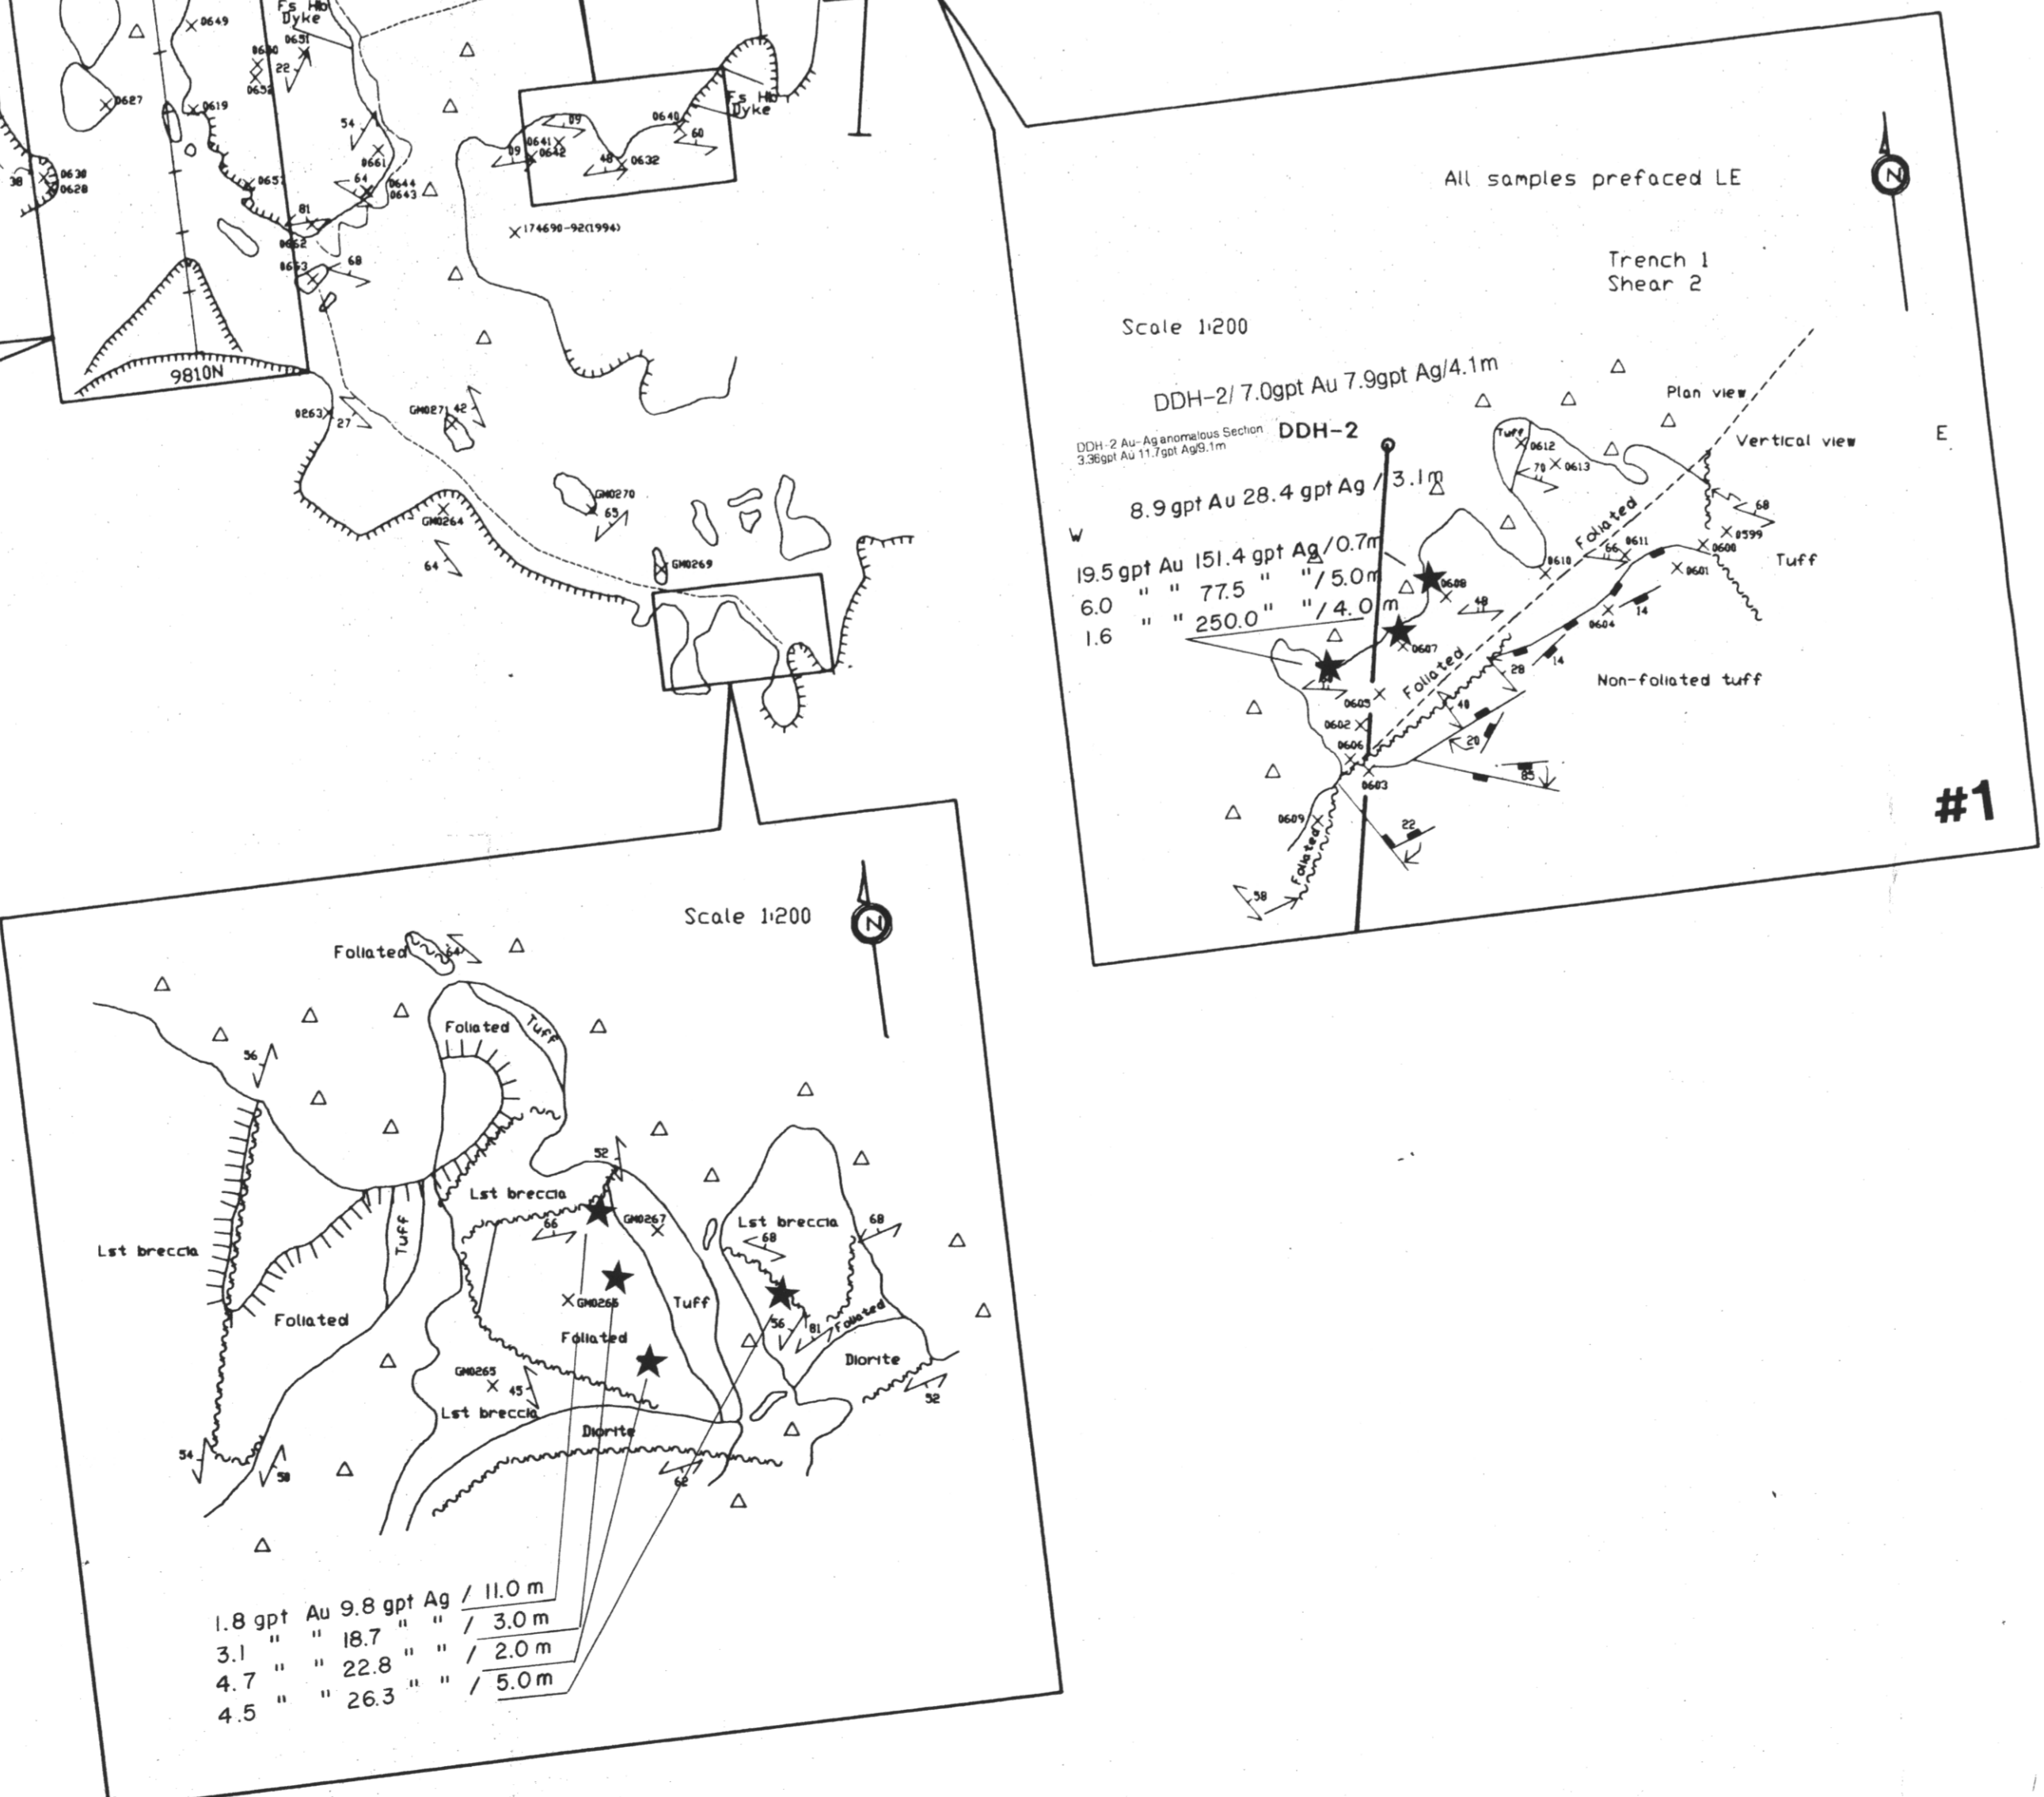 Fs Hb
Dyke
0649
0651
22
0627
0619
54
0661
0657
64
0644
0643
38
0630
0628
81
0662
68
9810N
0263
27
GM0271 42
GM0264
64
GM0270
65
GM0269
09
0641
0642
09
48
0632
0640
60
Fs Hb
Dyke
174690-92(1994)
All samples prefaced LE
N
Trench 1
Shear 2
Scale 1:200
DDH-2/ 7.0gpt Au 7.9gpt Ag/4.1m
DDH-2 Au-Ag anomalous Section
3.36gpt Au 11.7gpt Ag/9.1m
DDH-2
8.9 gpt Au 28.4 gpt Ag / 3.1m
W
19.5 gpt Au 151.4 gpt Ag/0.7m
6.0 " " 77.5 " "/5.0m
1.6 " " 250.0 " "/4.0 m
Plan view
Vertical view
E
Tuff
0612
70
0613
Foliated
68
0599
0600
Tuff
0611
66
0610
0601
0608
48
14
0604
0607
14
Foliated
28
Non-foliated tuff
0605
40
0602
20
0606
85
0603
0609
22
Foliated
58
#1
Scale 1:200
N
Foliated
64
Foliated
Tuff
56
52
Lst breccia
66
GM0267
Lst breccia
68
68
Lst breccia
Tuff
Foliated
GM0266
Tuff
Foliated
56
81
Foliated
Diorite
52
GM0265
45
Lst breccia
Diorite
54
58
62
1.8 gpt Au 9.8 gpt Ag / 11.0 m
3.1 " " 18.7 " " / 3.0 m
4.7 " " 22.8 " " / 2.0 m
4.5 " " 26.3 " " / 5.0 m